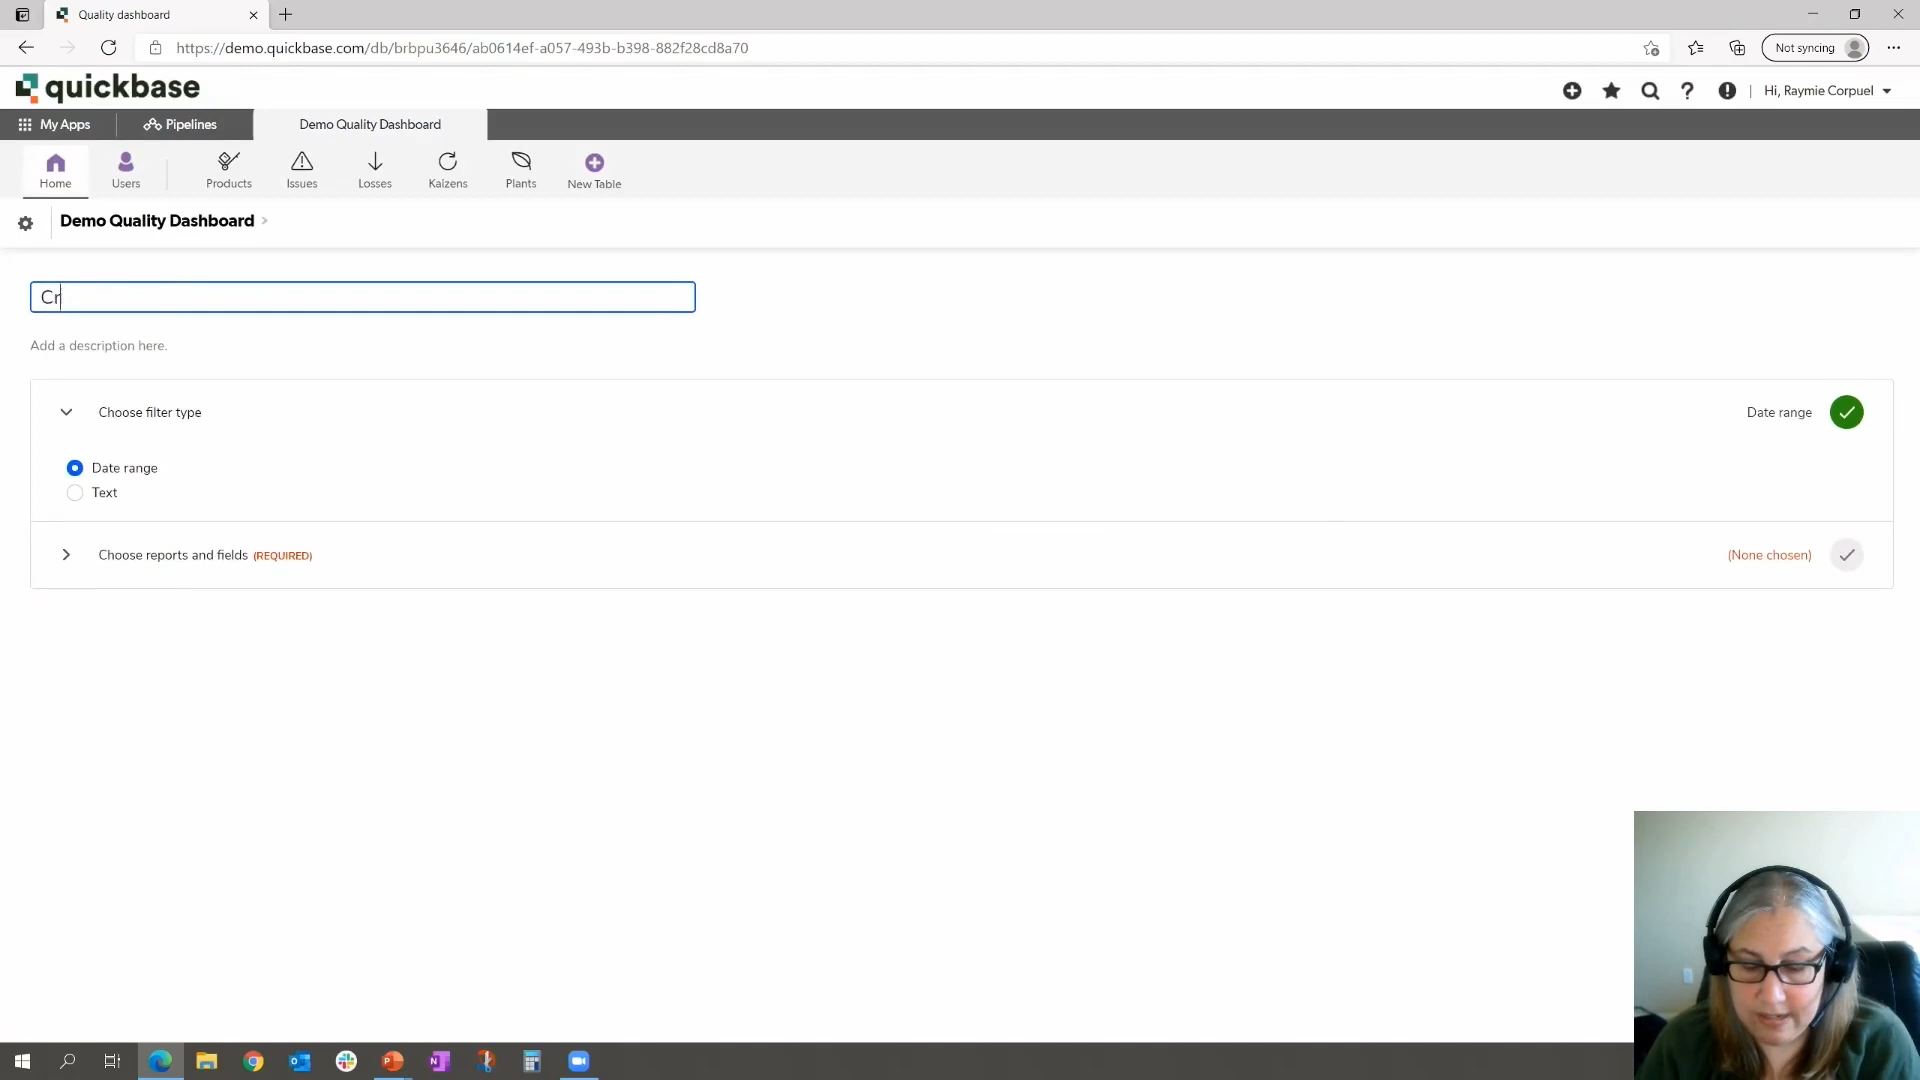 Quality dashboard
https://demo.quickbase.com/db/brbpu3646/ab0614ef-a057-493b-b398-882f28cd8a70
Not syncing
quickbase
Hi, Raymie Corpuel
My Apps
Pipelines
Demo Quality Dashboard
Home
Users
Products
Issues
Losses
Kaizens
Plants
New Table
Demo Quality Dashboard >
Cr
Add a description here.
Choose filter type
Date range
Date range
Text
Choose reports and fields (REQUIRED)
(None chosen)